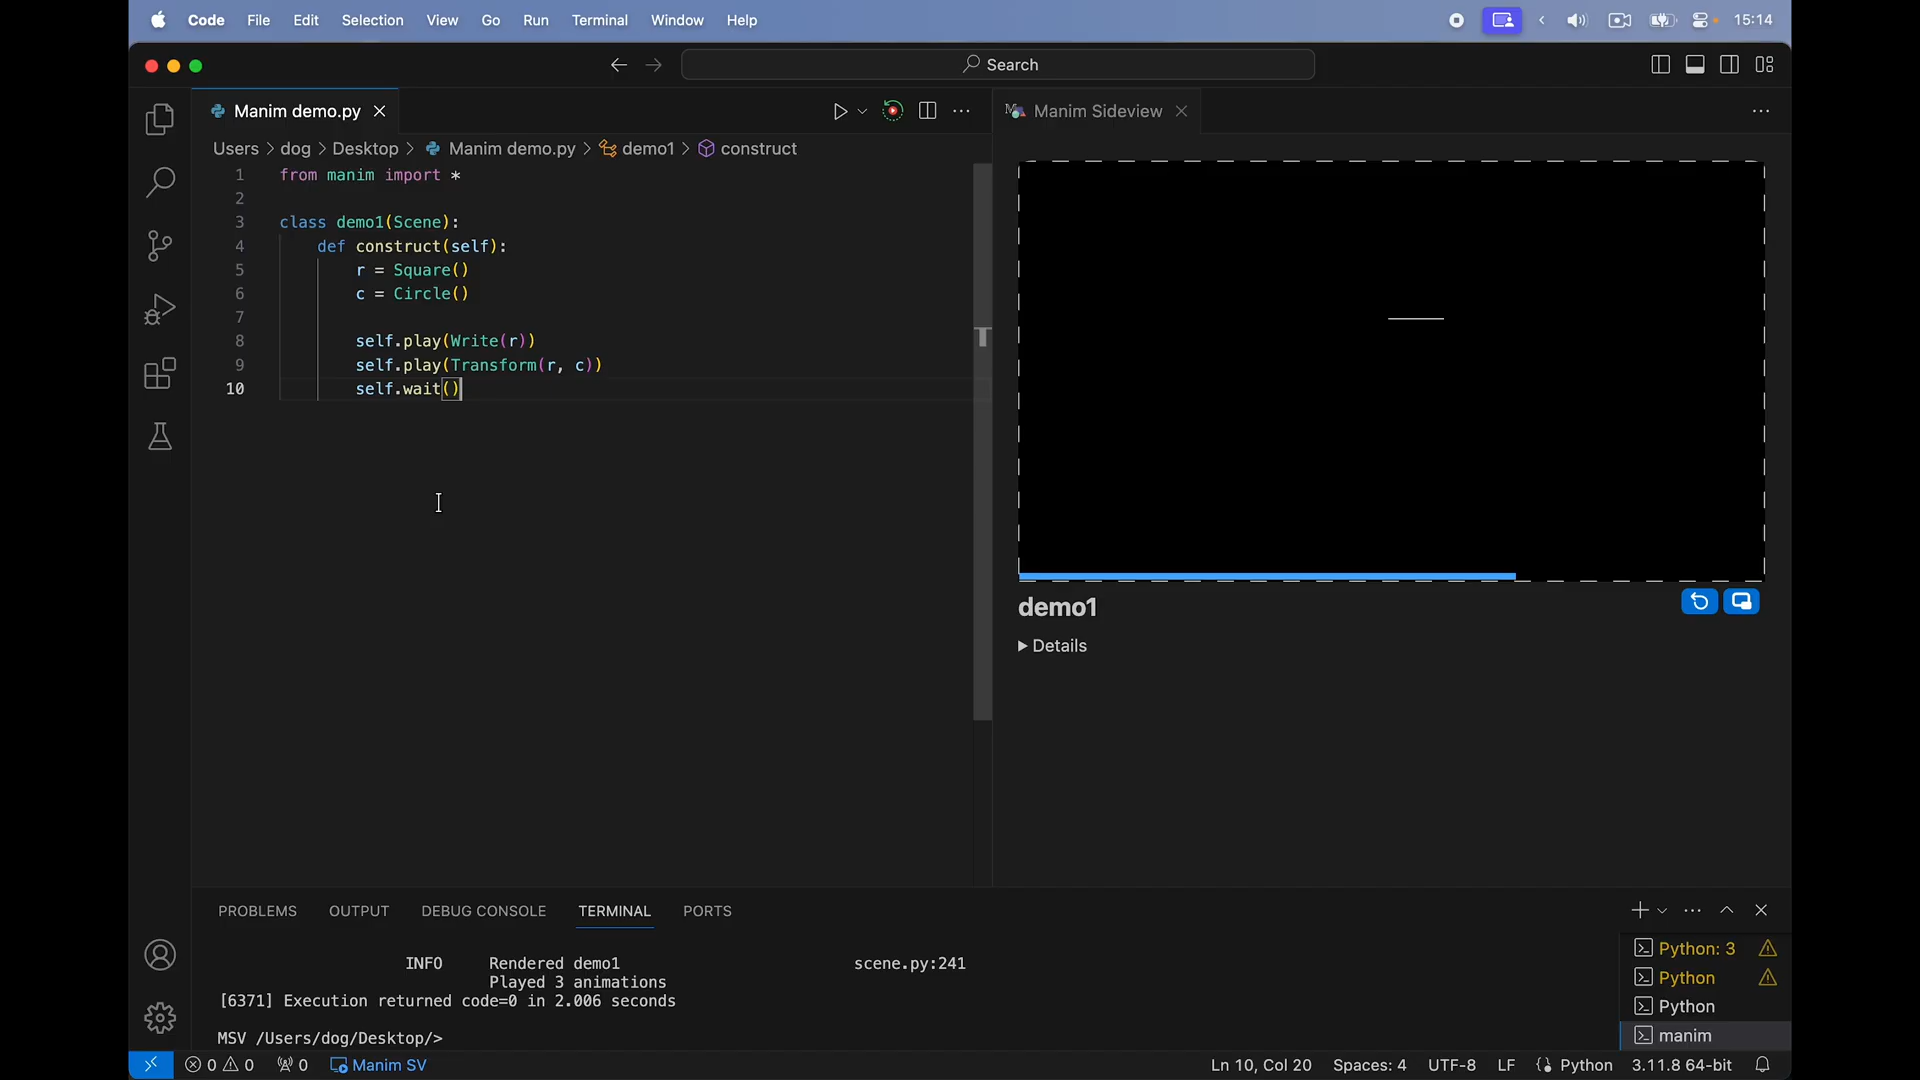 Code File Edit Selection View Go Run Terminal Window Help 15:14
Search
Manim demo.py
Manim Sideview
Users > dog > Desktop > Manim demo.py > demo1 > construct
1 from manim import *
2
3 class demo1(Scene):
4 def construct(self):
5 r = Square()
6 c = Circle()
7
8 self.play(Write(r))
9 self.play(Transform(r, c))
10 self.wait()
demo1
Details
PROBLEMS OUTPUT DEBUG CONSOLE TERMINAL PORTS
INFO Rendered demo1 scene.py:241
Played 3 animations
[6371] Execution returned code=0 in 2.006 seconds
MSV /Users/dog/Desktop/>
Python: 3
Python
Python
manim
0 0 0 Manim SV Ln 10, Col 20 Spaces: 4 UTF-8 LF Python 3.11.8 64-bit